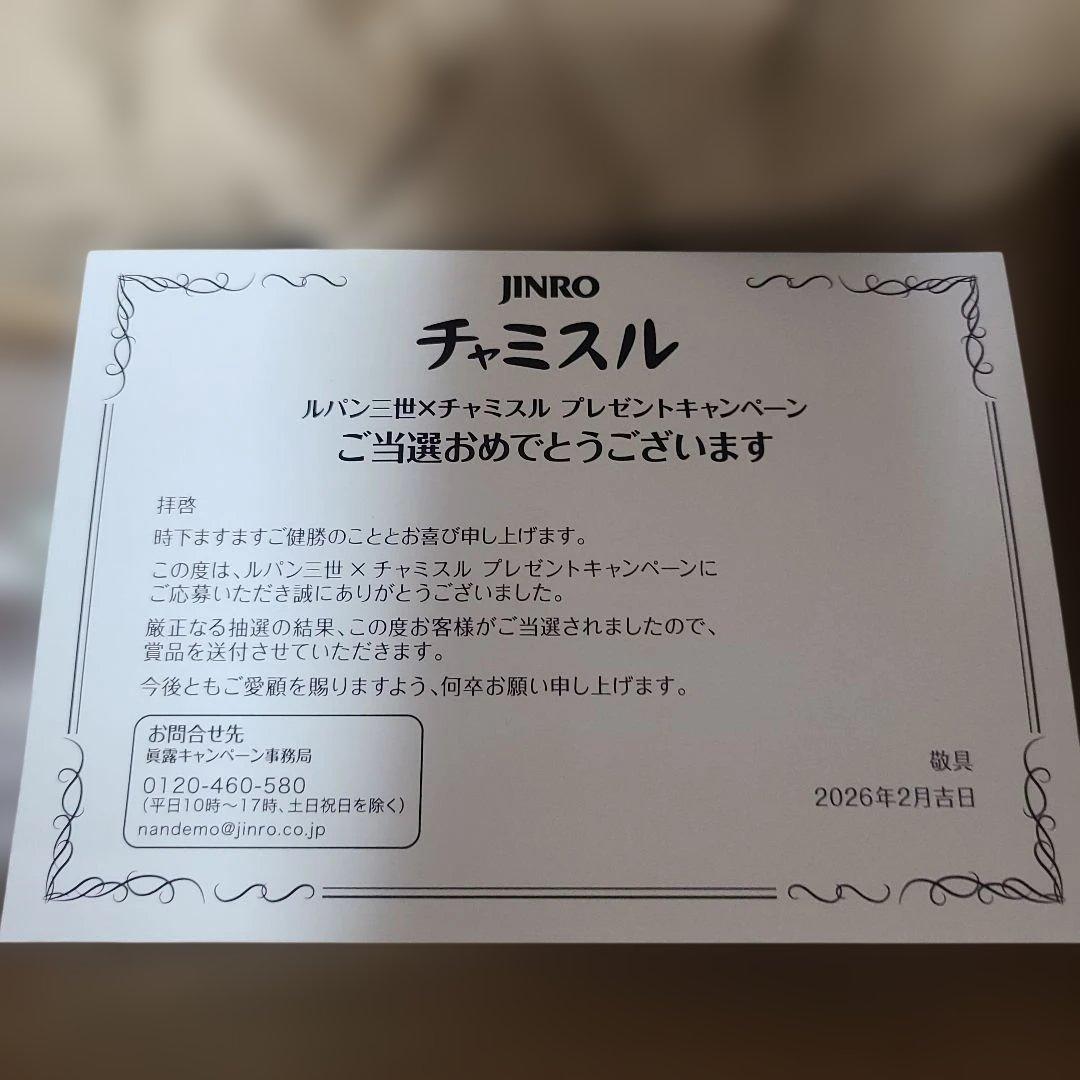 JINRO
チャミスル
ルパン三世×チャミスル プレゼントキャンペーン
ご当選おめでとうございます
拝啓
時下ますますご健勝のこととお喜び申し上げます。
この度は、ルパン三世 × チャミスル プレゼントキャンペーンに
ご応募いただき誠にありがとうございました。
厳正なる抽選の結果、この度お客様がご当選されましたので、
賞品を送付させていただきます。
今後ともご愛顧を賜りますよう、何卒お願い申し上げます。
お問合せ先
眞露キャンペーン事務局
0120-460-580
（平日10時～17時、土日祝日を除く）
nandemo@jinro.co.jp
敬具
2026年2月吉日